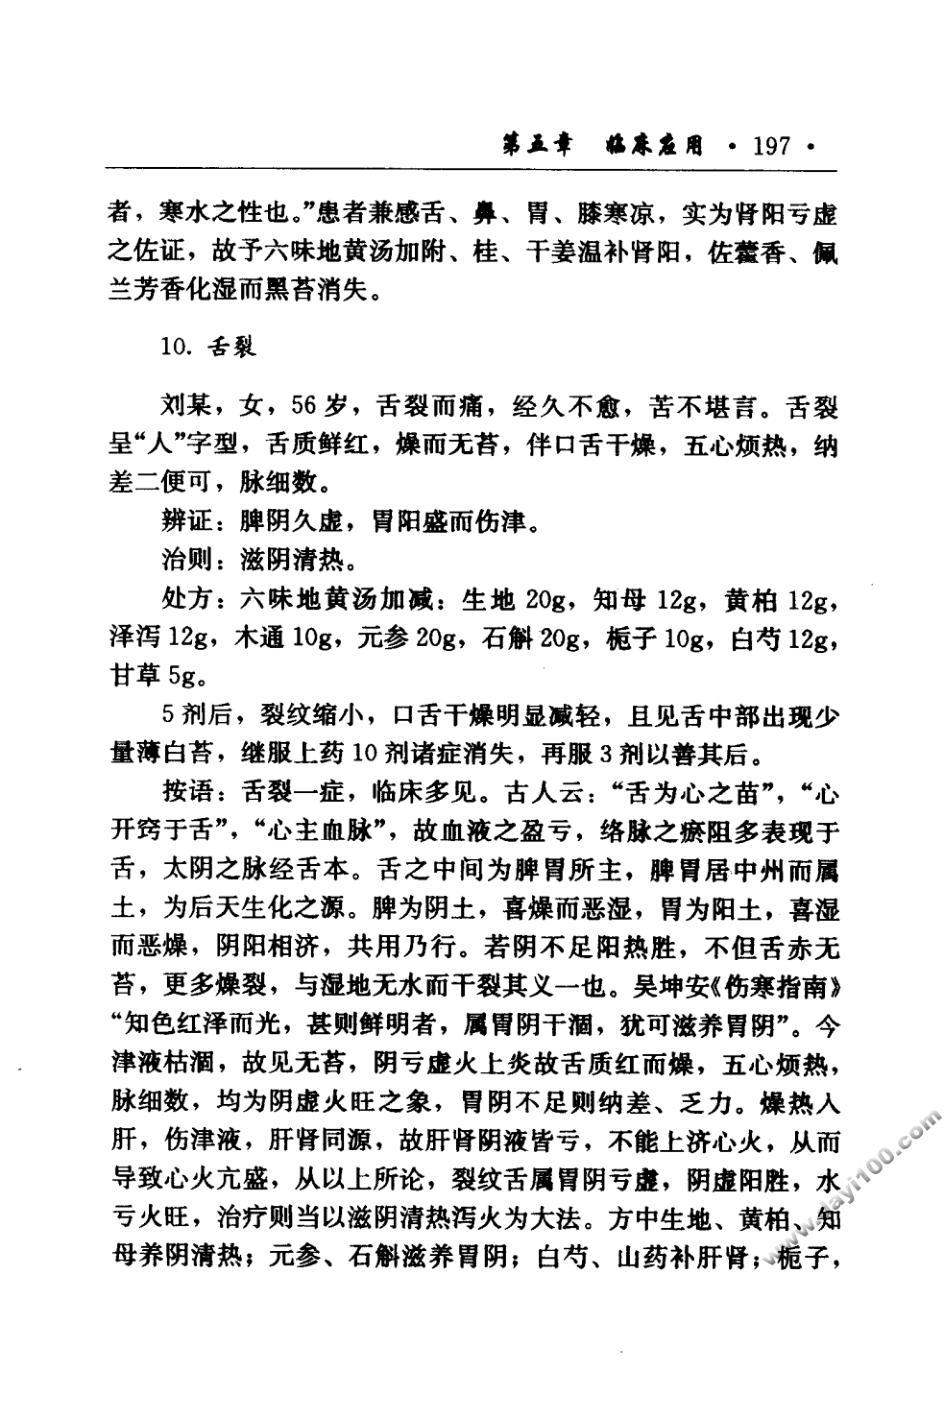 第五章 临床应用 · 197 ·
者，寒水之性也。”患者兼感舌、鼻、胃、膝寒凉，实为肾阳亏虚
之佐证，故予六味地黄汤加附、桂、干姜温补肾阳，佐藿香、佩
兰芳香化湿而黑苔消失。
10. 舌裂
刘某，女，56 岁，舌裂而痛，经久不愈，苦不堪言。舌裂
呈“人”字型，舌质鲜红，燥而无苔，伴口舌干燥，五心烦热，纳
差二便可，脉细数。
辨证：脾阴久虚，胃阳盛而伤津。
治则：滋阴清热。
处方：六味地黄汤加减：生地 20g，知母 12g，黄柏 12g，
泽泻 12g，木通 10g，元参 20g，石斛 20g，栀子 10g，白芍 12g，
甘草 5g。
5 剂后，裂纹缩小，口舌干燥明显减轻，且见舌中部出现少
量薄白苔，继服上药 10 剂诸症消失，再服 3 剂以善其后。
按语：舌裂一症，临床多见。古人云：“舌为心之苗”，“心
开窍于舌”，“心主血脉”，故血液之盈亏，络脉之瘀阻多表现于
舌，太阴之脉经舌本。舌之中间为脾胃所主，脾胃居中州而属
土，为后天生化之源。脾为阴土，喜燥而恶湿，胃为阳土，喜湿
而恶燥，阴阳相济，共用乃行。若阴不足阳热胜，不但舌赤无
苔，更多燥裂，与湿地无水而干裂其义一也。吴坤安《伤寒指南》
“知色红泽而光，甚则鲜明者，属胃阴干涸，犹可滋养胃阴”。今
津液枯涸，故见无苔，阴亏虚火上炎故舌质红而燥，五心烦热，
脉细数，均为阴虚火旺之象，胃阴不足则纳差、乏力。燥热入
肝，伤津液，肝肾同源，故肝肾阴液皆亏，不能上济心火，从而
导致心火亢盛，从以上所论，裂纹舌属胃阴亏虚，阴虚阳胜，水
亏火旺，治疗则当以滋阴清热泻火为大法。方中生地、黄柏、知
母养阴清热；元参、石斛滋养胃阴；白芍、山药补肝肾；栀子，
www.dayi100.com